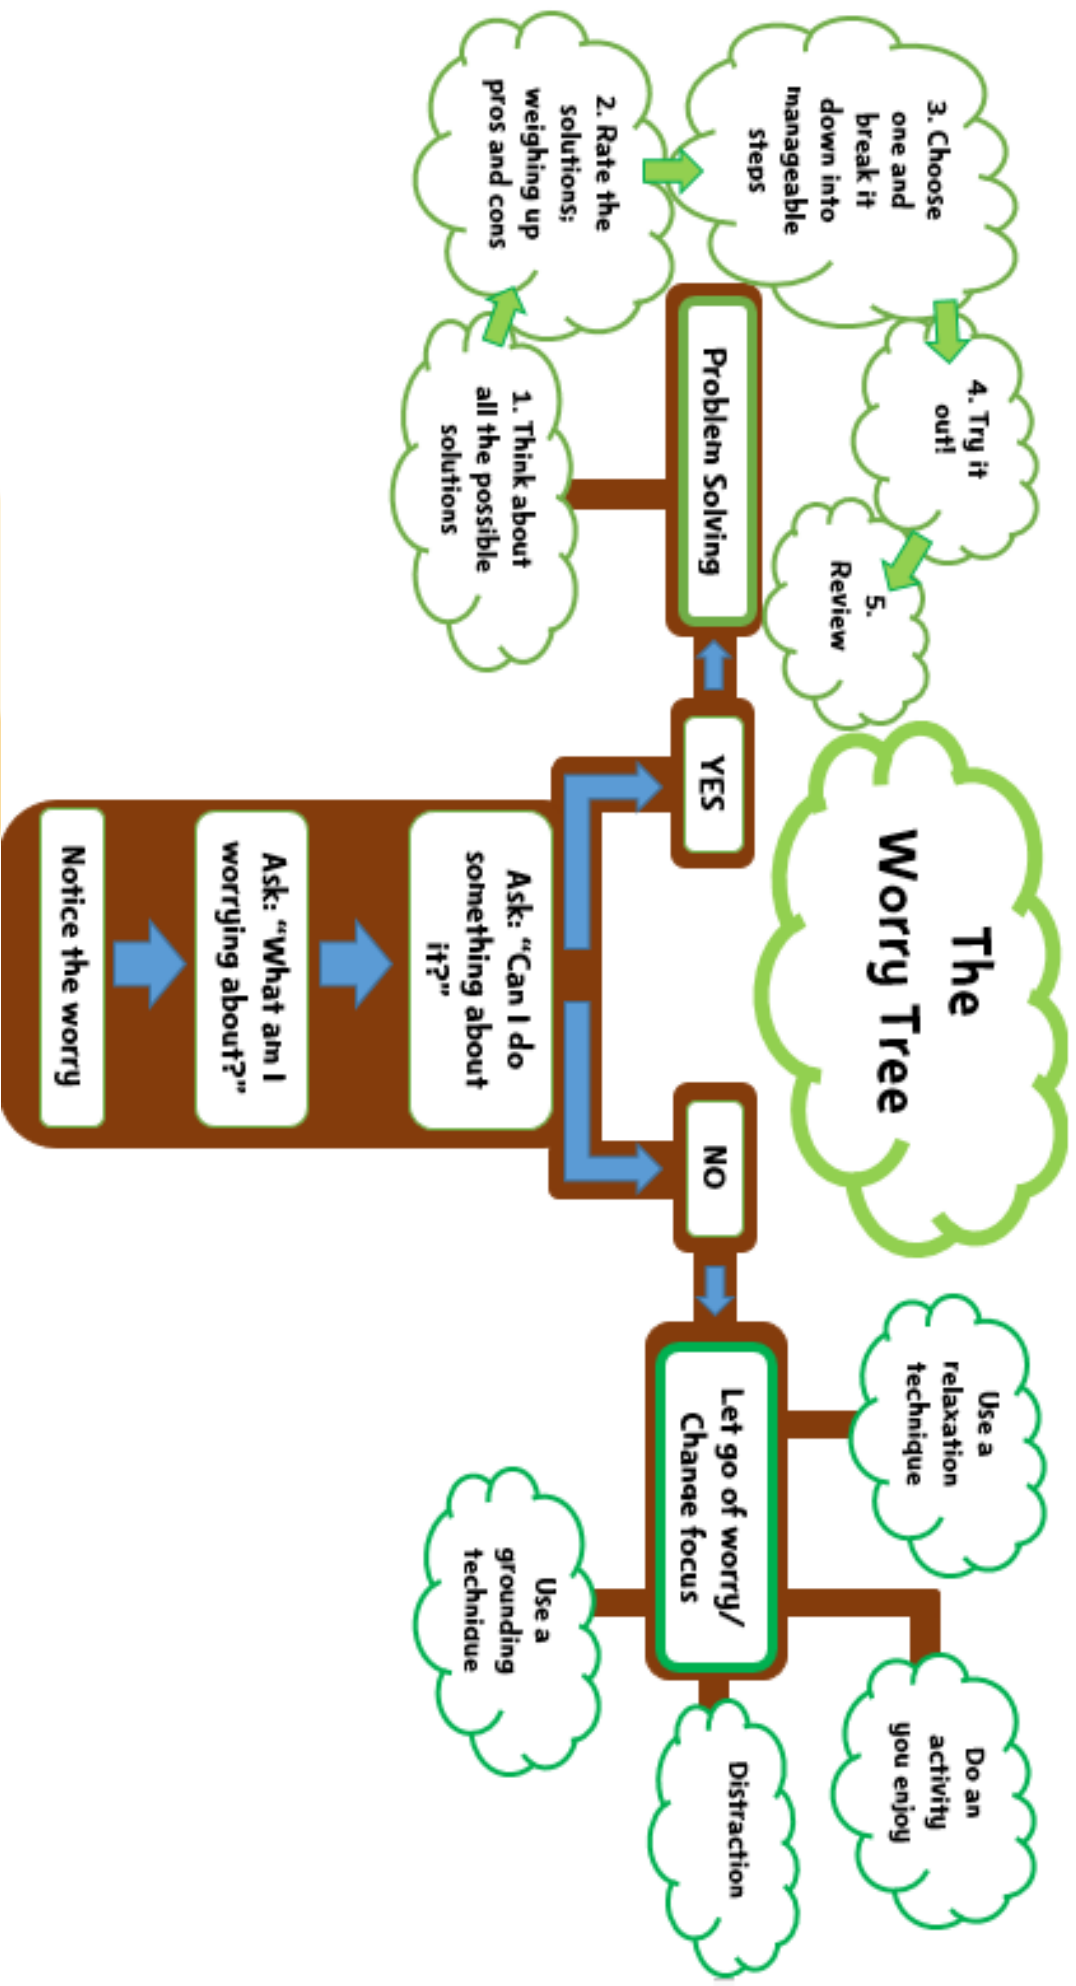 The
Worry Tree
Notice the worry
Ask: “What am I
worrying about?”
Ask: “Can I do
something about
it?”
YES
Problem Solving
1. Think about
all the possible
solutions
2. Rate the
solutions;
weighing up
pros and cons
3. Choose
one and
break it
down into
manageable
steps
4. Try it
out!
5.
Review
NO
Let go of worry/
Change focus
Use a
relaxation
technique
Do an
activity
you enjoy
Distraction
Use a
grounding
technique